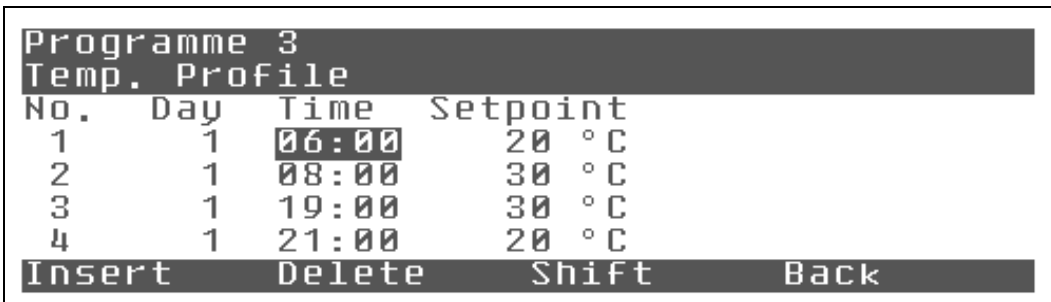 Programme 3
Temp. Profile
No. Day Time Setpoint
1 1 06:00 20 °C
2 1 08:00 30 °C
3 1 19:00 30 °C
4 1 21:00 20 °C
Insert Delete Shift Back